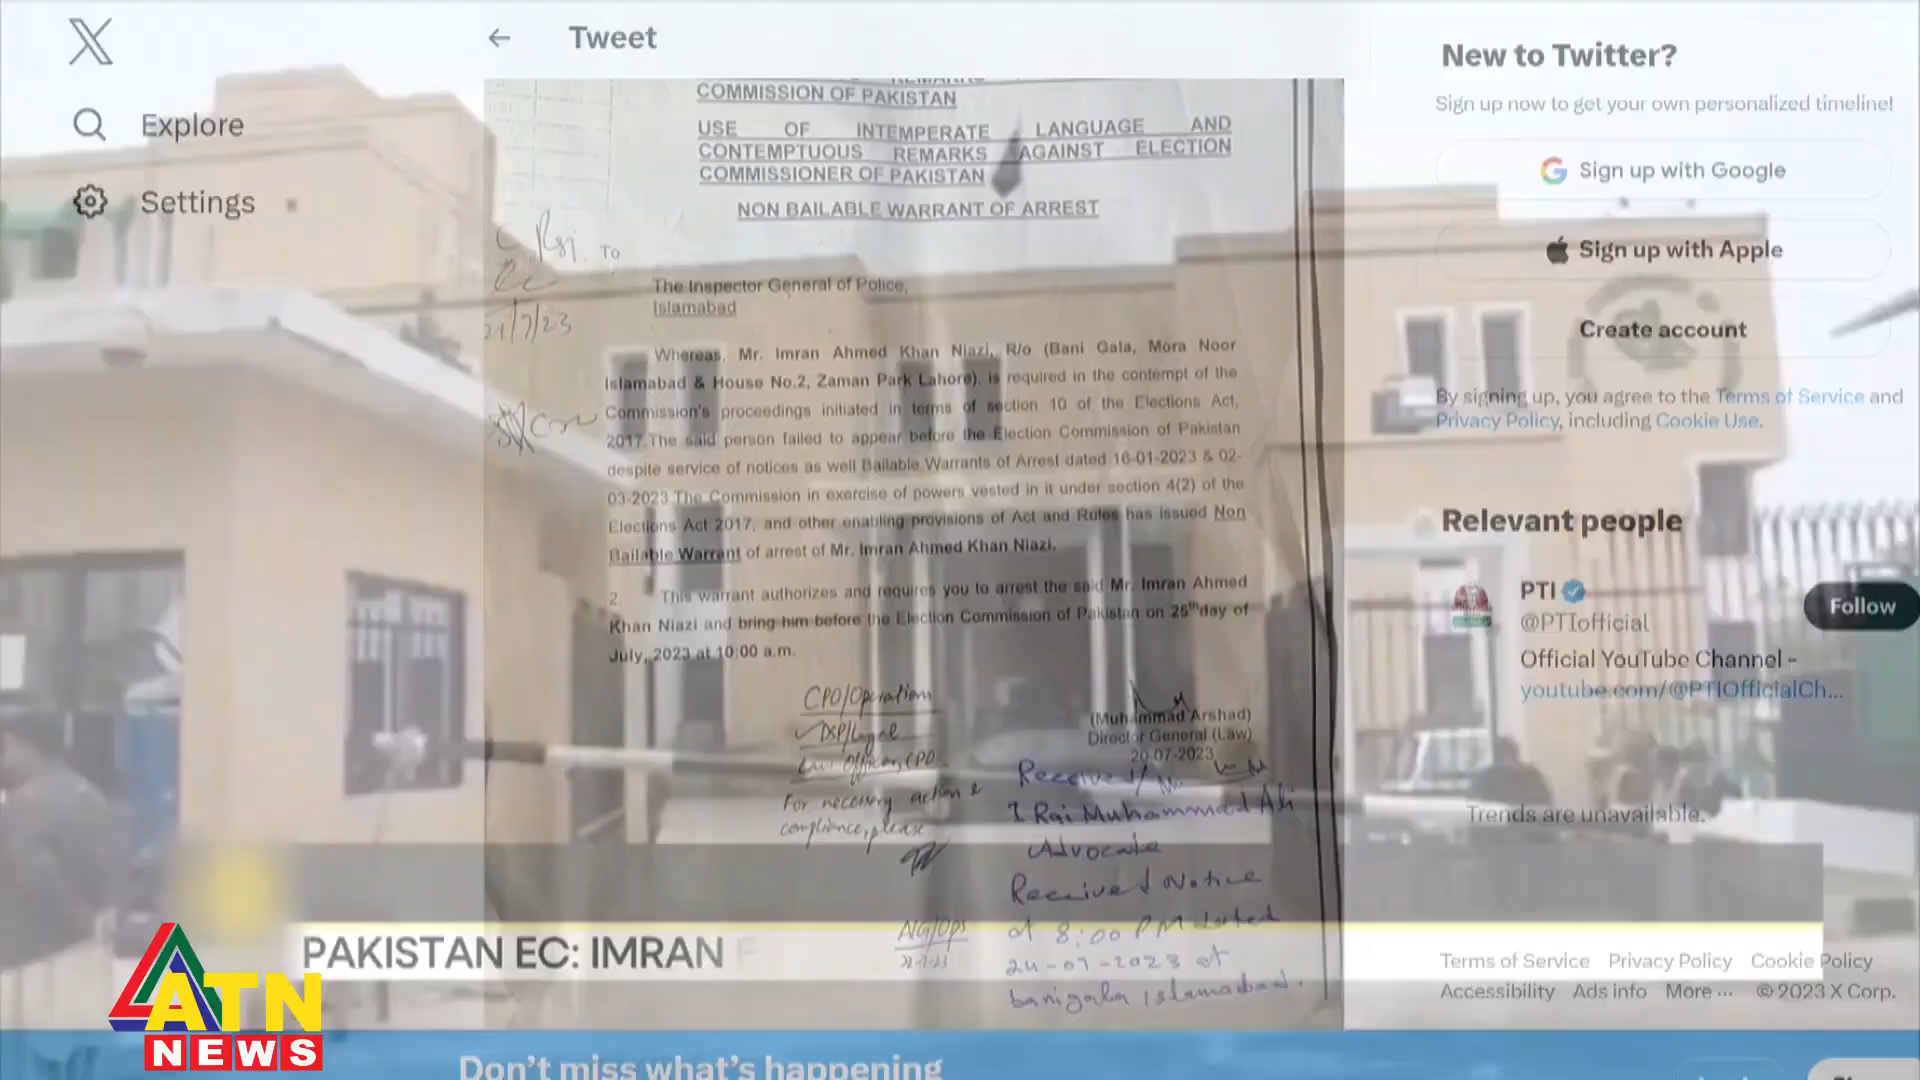 Tweet
Explore
Settings
COMMISSION OF PAKISTAN
USE OF INTEMPERATE LANGUAGE AND
CONTEMPTUOUS REMARKS AGAINST ELECTION
COMMISSIONER OF PAKISTAN
NON BAILABLE WARRANT OF ARREST
To
The Inspector General of Police,
Islamabad
21/7/23
Whereas, Mr. Imran Ahmed Khan Niazi, R/o (Bani Gala, Mora Noor
Islamabad & House No.2, Zaman Park Lahore), is required in the contempt of the
Commission's proceedings initiated in terms of section 10 of the Elections Act,
2017.The said person failed to appear before the Election Commission of Pakistan
despite service of notices as well Bailable Warrants of Arrest dated 16-01-2023 & 02-
03-2023 The Commission in exercise of powers vested in it under section 4(2) of the
Elections Act 2017, and other enabling provisions of Act and Rules has issued Non
Bailable Warrant of arrest of Mr. Imran Ahmed Khan Niazi.
2. This warrant authorizes and requires you to arrest the said Mr. Imran Ahmed
Khan Niazi and bring him before the Election Commission of Pakistan on 25th day of
July, 2023 at 10:00 a.m.
(Muhammad Arshad)
Director General (Law)
20-07-2023
CPO/Operation
DSP/Legal
Law Officer, CPO
For necessary action &
compliance, please
Received
I Rai Muhammad Ali
Advocate
Received Notice
at 8:00 PM dated
24-07-2023 at
banigala Islamabad.
New to Twitter?
Sign up now to get your own personalized timeline!
Sign up with Google
Sign up with Apple
Create account
By signing up, you agree to the Terms of Service and
Privacy Policy, including Cookie Use.
Relevant people
PTI
@PTIofficial
Follow
Official YouTube Channel -
youtube.com/@PTIOfficialCh...
Trends are unavailable.
Terms of Service Privacy Policy Cookie Policy
Accessibility Ads info More ··· © 2023 X Corp.
PAKISTAN EC: IMRAN
ATN
NEWS
Don't miss what's happening